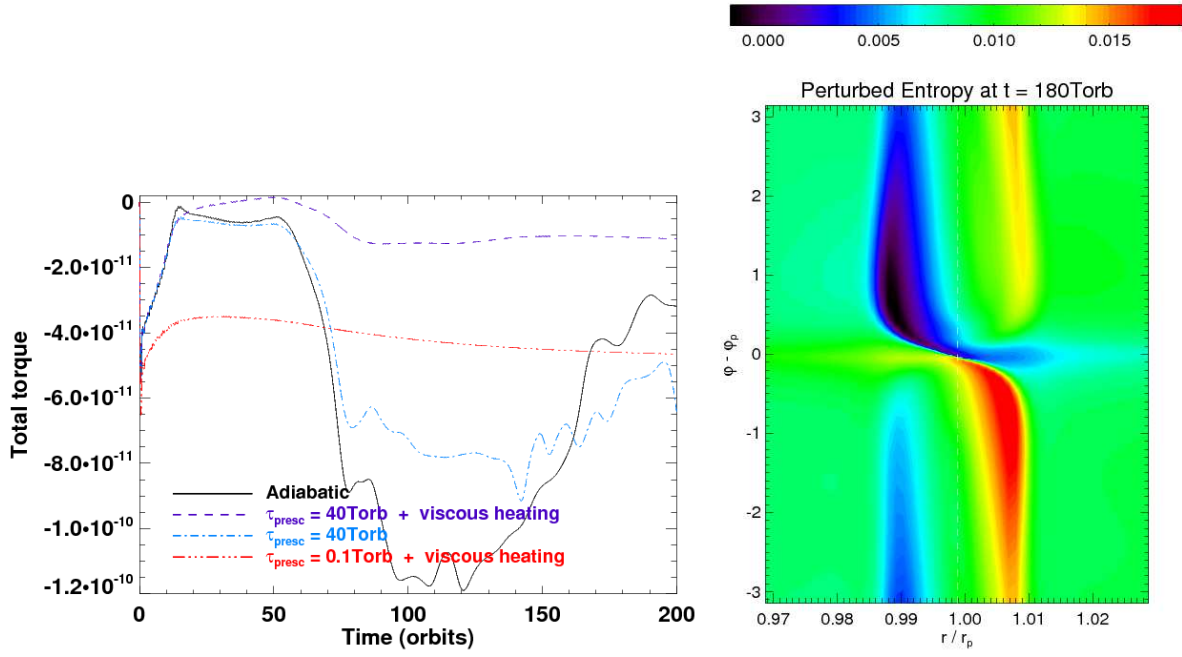 0.000 0.005 0.010 0.015
Perturbed Entropy at t = 180Torb
3
2
1
0
-1
-2
-3
φ - φp
0.97 0.98 0.99 1.00 1.01 1.02
r / rp
0
-2.0•10-11
-4.0•10-11
-6.0•10-11
-8.0•10-11
-1.0•10-10
-1.2•10-10
Total torque
Adiabatic
τpresc = 40Torb + viscous heating
τpresc = 40Torb
τpresc = 0.1Torb + viscous heating
0 50 100 150 200
Time (orbits)